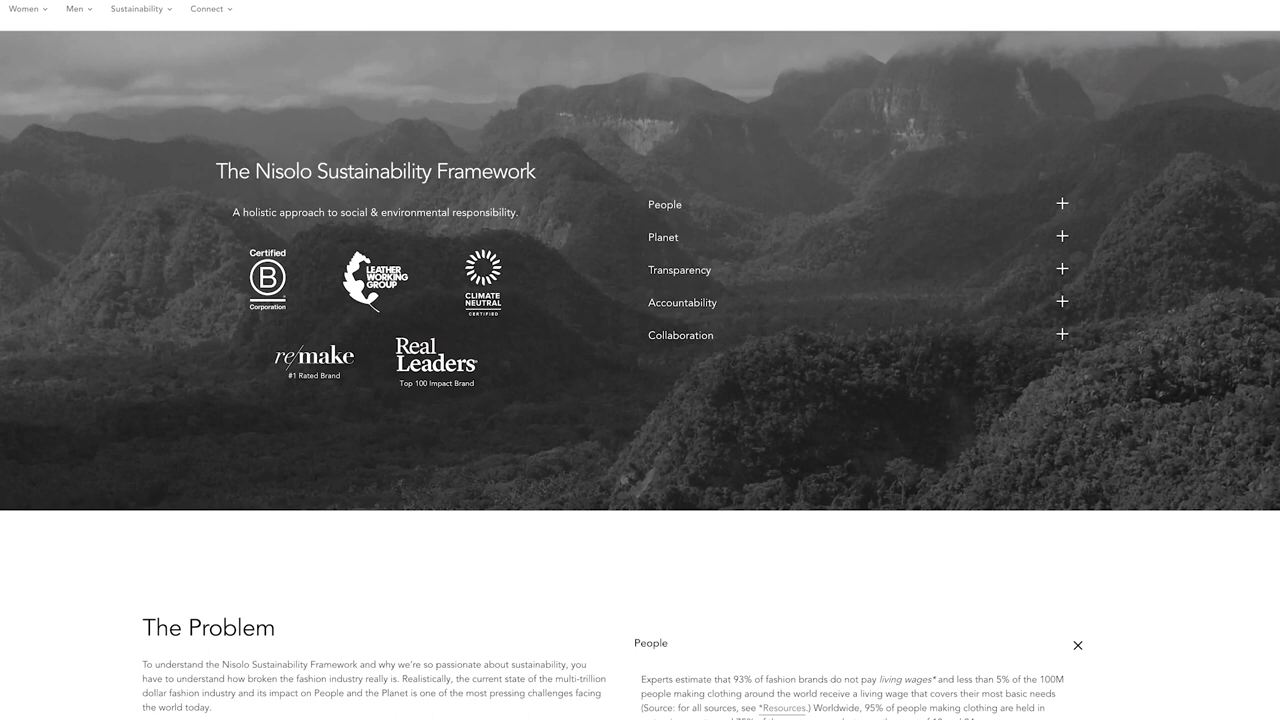 Women Men Sustainability Connect
The Nisolo Sustainability Framework
A holistic approach to social & environmental responsibility.
Certified
B
Corporation
LEATHER
WORKING
GROUP
CLIMATE
NEUTRAL
CERTIFIED
re/make
#1 Rated Brand
Real
Leaders
Top 100 Impact Brand
People
Planet
Transparency
Accountability
Collaboration
The Problem
To understand the Nisolo Sustainability Framework and why we're so passionate about sustainability, you
have to understand how broken the fashion industry really is. Realistically, the current state of the multi-trillion
dollar fashion industry and its impact on People and the Planet is one of the most pressing challenges facing
the world today.
People
Experts estimate that 93% of fashion brands do not pay living wages* and less than 5% of the 100M
people making clothing around the world receive a living wage that covers their most basic needs
(Source: for all sources, see *Resources.) Worldwide, 95% of people making clothing are held in